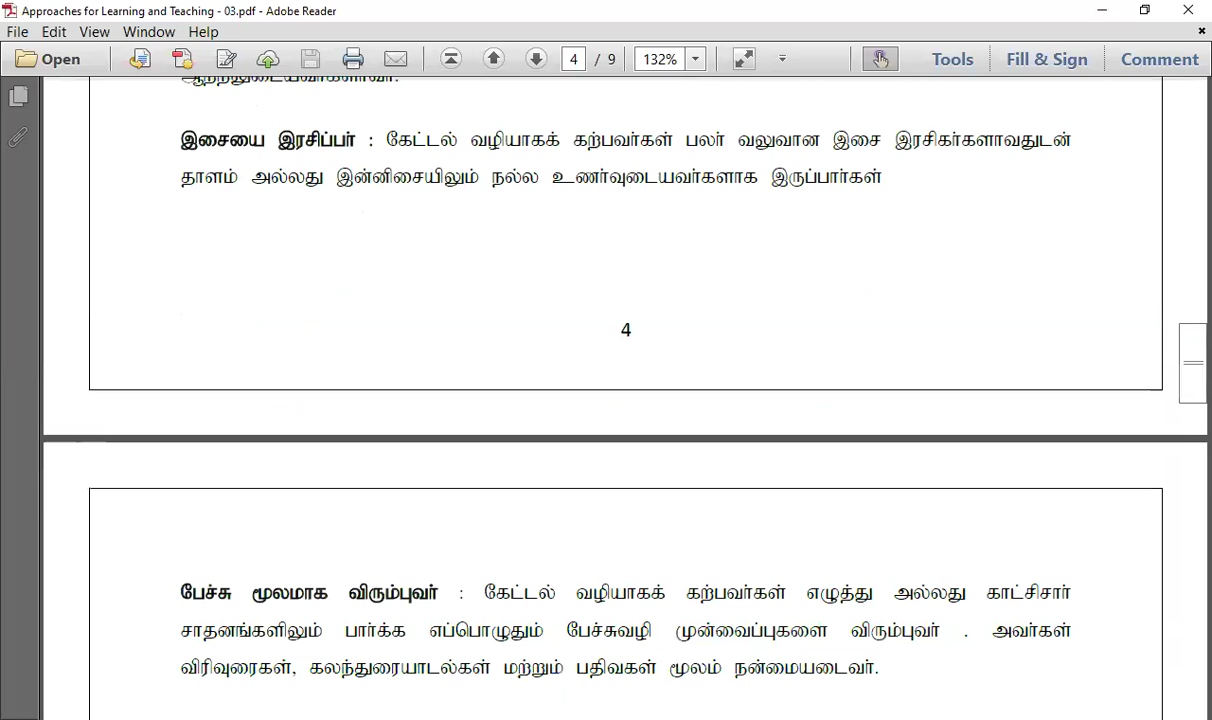 Approaches for Learning and Teaching - 03.pdf - Adobe Reader
File Edit View Window Help
Open 4 / 9 132% Tools Fill & Sign Comment
இசையை இரசிப்பர் : கேட்டல் வழியாகக் கற்பவர்கள் பலர் வலுவான இசை இரசிகர்களாவதுடன்
தாளம் அல்லது இன்னிசையிலும் நல்ல உணர்வுடையவர்களாக இருப்பார்கள்
4
பேச்சு மூலமாக விரும்புவர் : கேட்டல் வழியாகக் கற்பவர்கள் எழுத்து அல்லது காட்சிசார்
சாதனங்களிலும் பார்க்க எப்பொழுதும் பேச்சுவழி முன்வைப்புகளை விரும்புவர் . அவர்கள்
விரிவுரைகள், கலந்துரையாடல்கள் மற்றும் பதிவகள் மூலம் நன்மையடைவர்.